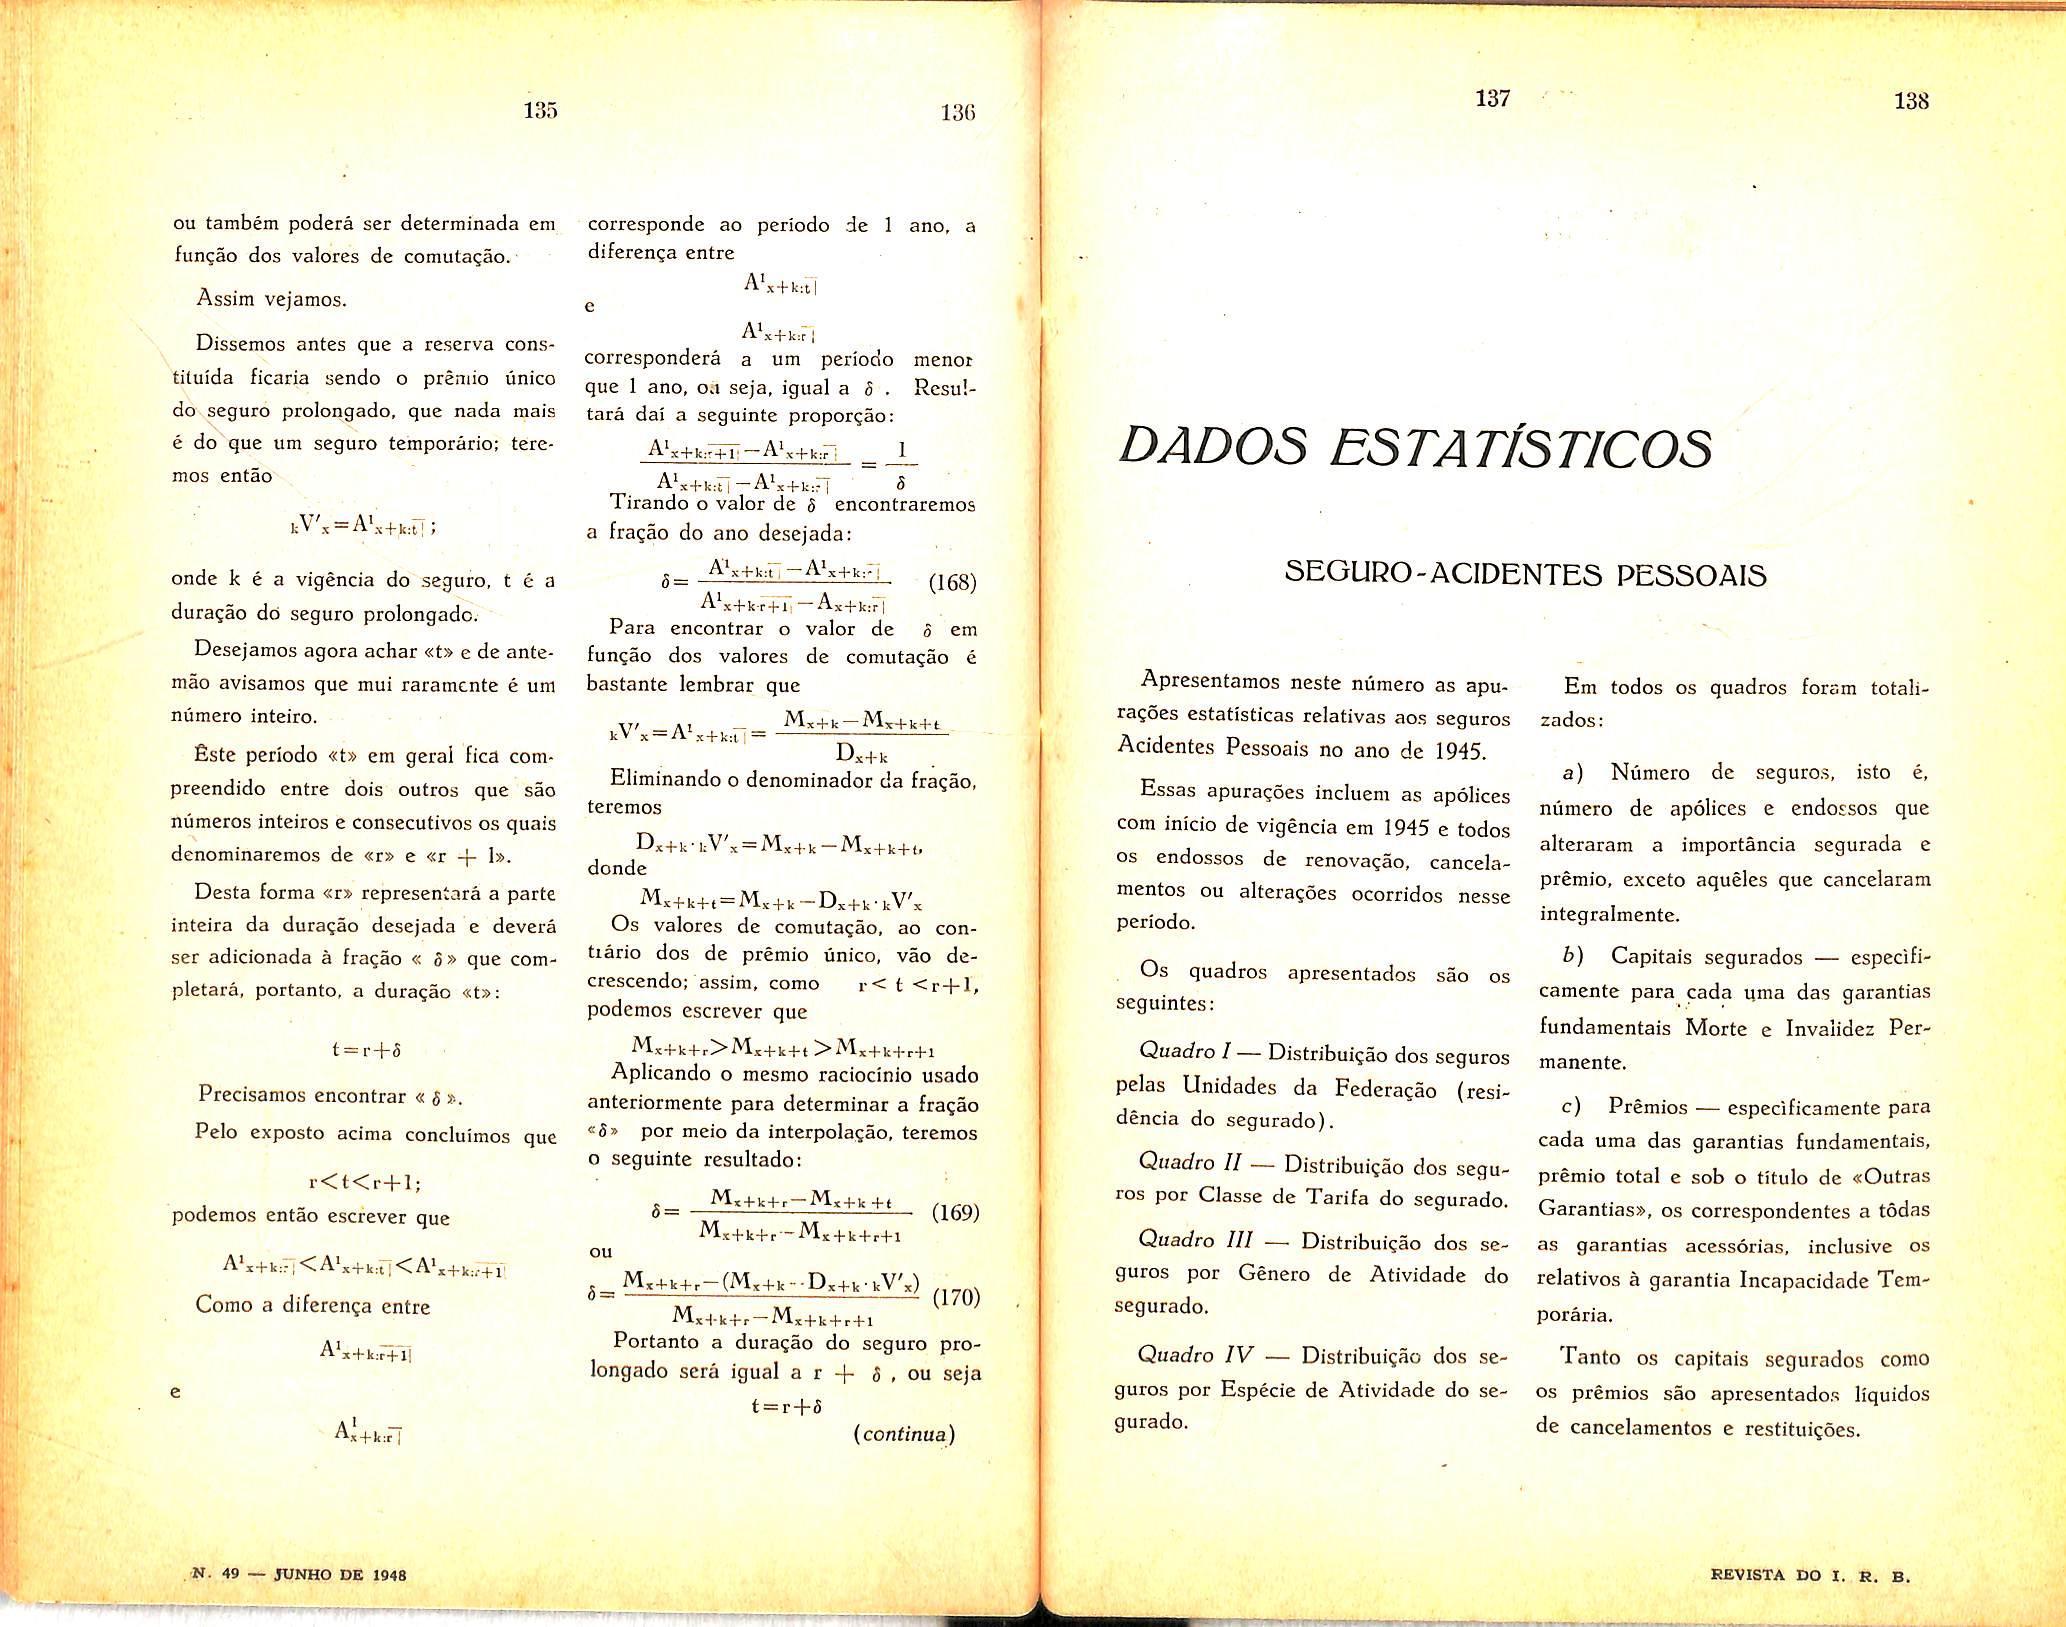 135
136
ou também poderá ser determinada em
função dos valores de comutação.
Assim vejamos.
Dissemos antes que a reserva cons-
tituída ficaria sendo o prêmio único
do seguro prolongado, que nada mais
é do que um seguro temporário; tere-
mos então
ₖV'ₓ=A¹ₓ₊ₖ:t̅| ;
onde k é a vigência do seguro, t é a
duração do seguro prolongado.
Desejamos agora achar «t» e de ante-
mão avisamos que mui raramente é um
número inteiro.
Êste período «t» em geral fica com-
preendido entre dois outros que são
números inteiros e consecutivos os quais
denominaremos de «r» e «r + 1».
Desta forma «r» representará a parte
inteira da duração desejada e deverá
ser adicionada à fração « δ» que com-
pletará, portanto, a duração «t»:
t=r+δ
Precisamos encontrar « δ ».
Pelo exposto acima concluímos que
r<t<r+1;
podemos então escrever que
A¹ₓ₊ₖ:r̅|<A¹ₓ₊ₖ:t̅|<A¹ₓ₊ₖ:r̅+̅1̅|
Como a diferença entre
A¹ₓ₊ₖ:r̅+̅1̅|
e
A¹ₓ₊ₖ:r̅|
corresponde ao período de 1 ano, a
diferença entre
A¹ₓ₊ₖ:t̅|
e
A¹ₓ₊ₖ:r̅|
corresponderá a um período menor
que 1 ano, ou seja, igual a δ . Resul-
tará daí a seguinte proporção:
A¹ₓ₊ₖ:r̅+̅1̅|—A¹ₓ₊ₖ:r̅| = 1
A¹ₓ₊ₖ:t̅|—A¹ₓ₊ₖ:r̅| δ
Tirando o valor de δ encontraremos
a fração do ano desejada:
δ= A¹ₓ₊ₖ:t̅|—A¹ₓ₊ₖ:r̅| (168)
A¹ₓ₊ₖ:r̅+̅1̅|—Aₓ₊ₖ:r̅|
Para encontrar o valor de δ em
função dos valores de comutação é
bastante lembrar que
ₖV'ₓ=A¹ₓ₊ₖ:t̅|= Mₓ₊ₖ—Mₓ₊ₖ₊ₜ
Dₓ₊ₖ
Eliminando o denominador da fração,
teremos
Dₓ₊ₖ·ₖV'ₓ=Mₓ₊ₖ—Mₓ₊ₖ₊ₜ,
donde
Mₓ₊ₖ₊ₜ=Mₓ₊ₖ—Dₓ₊ₖ·ₖV'ₓ
Os valores de comutação, ao con-
trário dos de prêmio único, vão de-
crescendo; assim, como r< t <r+1,
podemos escrever que
Mₓ₊ₖ₊ᵣ>Mₓ₊ₖ₊ₜ>Mₓ₊ₖ₊ᵣ₊₁
Aplicando o mesmo raciocínio usado
anteriormente para determinar a fração
«δ» por meio da interpolação, teremos
o seguinte resultado:
δ= Mₓ₊ₖ₊ᵣ—Mₓ₊ₖ₊ₜ (169)
Mₓ₊ₖ₊ᵣ—Mₓ₊ₖ₊ᵣ₊₁
ou
δ= Mₓ₊ₖ₊ᵣ—(Mₓ₊ₖ—Dₓ₊ₖ·ₖV'ₓ) (170)
Mₓ₊ₖ₊ᵣ—Mₓ₊ₖ₊ᵣ₊₁
Portanto a duração do seguro pro-
longado será igual a r + δ , ou seja
t=r+δ
(continua)
N. 49 — JUNHO DE 1948
137
138
DADOS ESTATÍSTICOS
SEGURO-ACIDENTES PESSOAIS
Apresentamos neste número as apu-
rações estatísticas relativas aos seguros
Acidentes Pessoais no ano de 1945.
Essas apurações incluem as apólices
com início de vigência em 1945 e todos
os endossos de renovação, cancela-
mentos ou alterações ocorridos nesse
período.
Os quadros apresentados são os
seguintes:
Quadro I — Distribuição dos seguros
pelas Unidades da Federação (resi-
dência do segurado).
Quadro II — Distribuição dos segu-
ros por Classe de Tarifa do segurado.
Quadro III — Distribuição dos se-
guros por Gênero de Atividade do
segurado.
Quadro IV — Distribuição dos se-
guros por Espécie de Atividade do se-
gurado.
Em todos os quadros foram totali-
zados:
a) Número de seguros, isto é,
número de apólices e endossos que
alteraram a importância segurada e
prêmio, exceto aquêles que cancelaram
integralmente.
b) Capitais segurados — especìfi-
camente para cada uma das garantias
fundamentais Morte e Invalidez Per-
manente.
c) Prêmios — especìficamente para
cada uma das garantias fundamentais,
prêmio total e sob o título de «Outras
Garantias», os correspondentes a tôdas
as garantias acessórias, inclusive os
relativos à garantia Incapacidade Tem-
porária.
Tanto os capitais segurados como
os prêmios são apresentados líquidos
de cancelamentos e restituições.
REVISTA DO I. R. B.